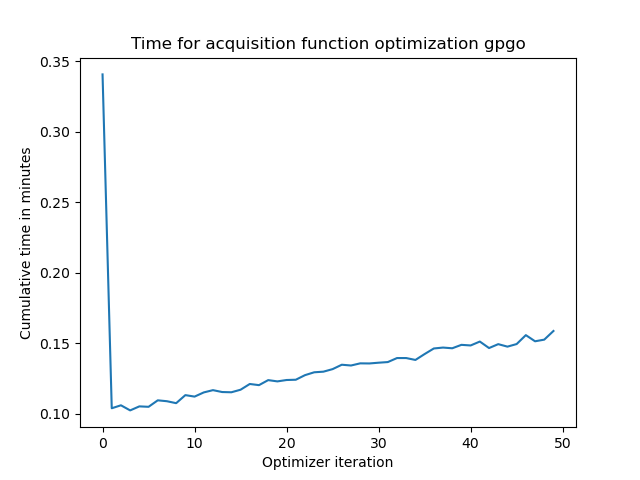 Time for acquisition function optimization gpgo
0.35
0.30
0.25
0.20
0.15
0.10
Cumulative time in minutes
0 10 20 30 40 50
Optimizer iteration